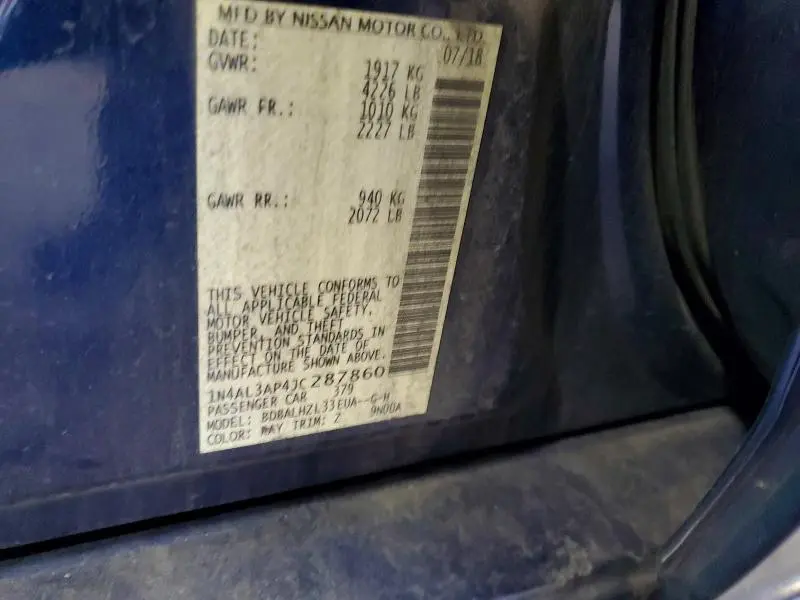 MFD BY NISSAN MOTOR CO., LTD.
DATE: 07/18
GVWR: 1917 KG
4226 LB
GAWR FR.: 1010 KG
2227 LB
GAWR RR.: 940 KG
2072 LB
THIS VEHICLE CONFORMS TO
ALL APPLICABLE FEDERAL
MOTOR VEHICLE SAFETY,
BUMPER, AND THEFT
PREVENTION STANDARDS IN
EFFECT ON THE DATE OF
MANUFACTURE SHOWN ABOVE.
1N4AL3AP4JC287860
PASSENGER CAR 379
MODEL: BDBALHZL33EUA--G-H
COLOR: RAY TRIM: Z 9N00A